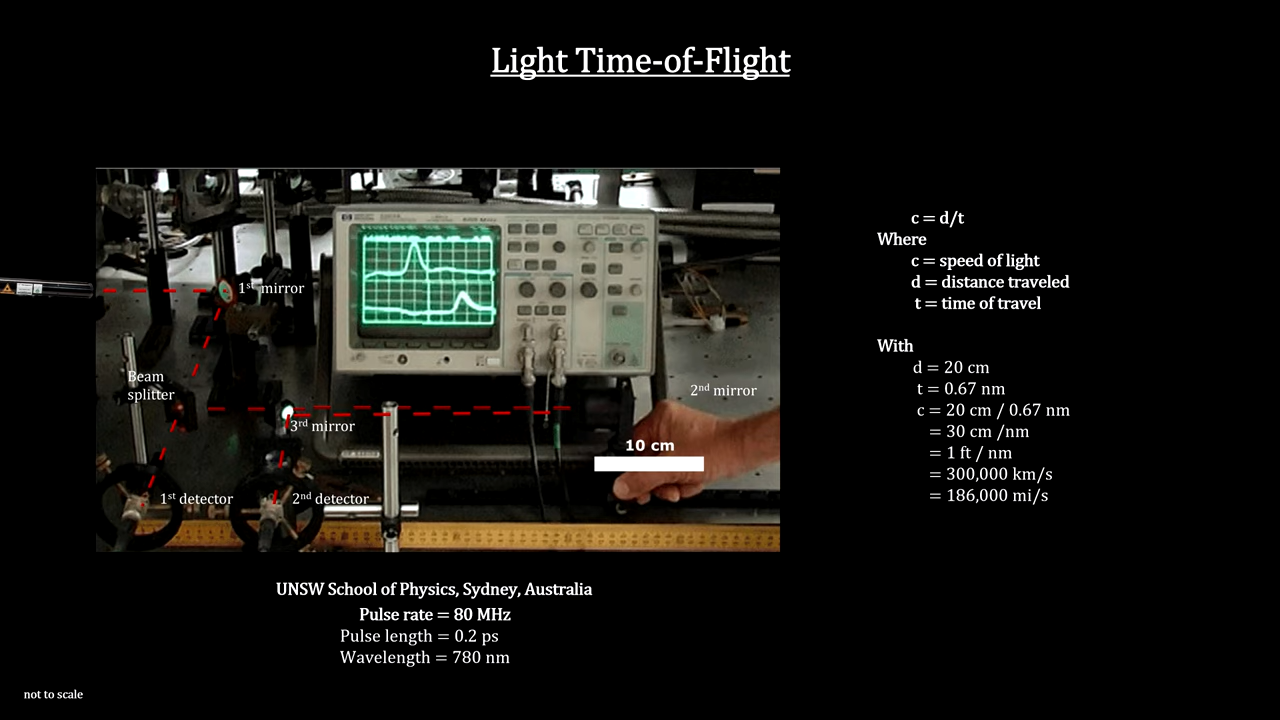 Light Time-of-Flight
1st mirror
Beam
splitter
2nd mirror
3rd mirror
10 cm
1st detector
2nd detector
c = d/t
Where
c = speed of light
d = distance traveled
t = time of travel
With
d = 20 cm
t = 0.67 nm
c = 20 cm / 0.67 nm
= 30 cm /nm
= 1 ft / nm
= 300,000 km/s
= 186,000 mi/s
UNSW School of Physics, Sydney, Australia
Pulse rate = 80 MHz
Pulse length = 0.2 ps
Wavelength = 780 nm
not to scale